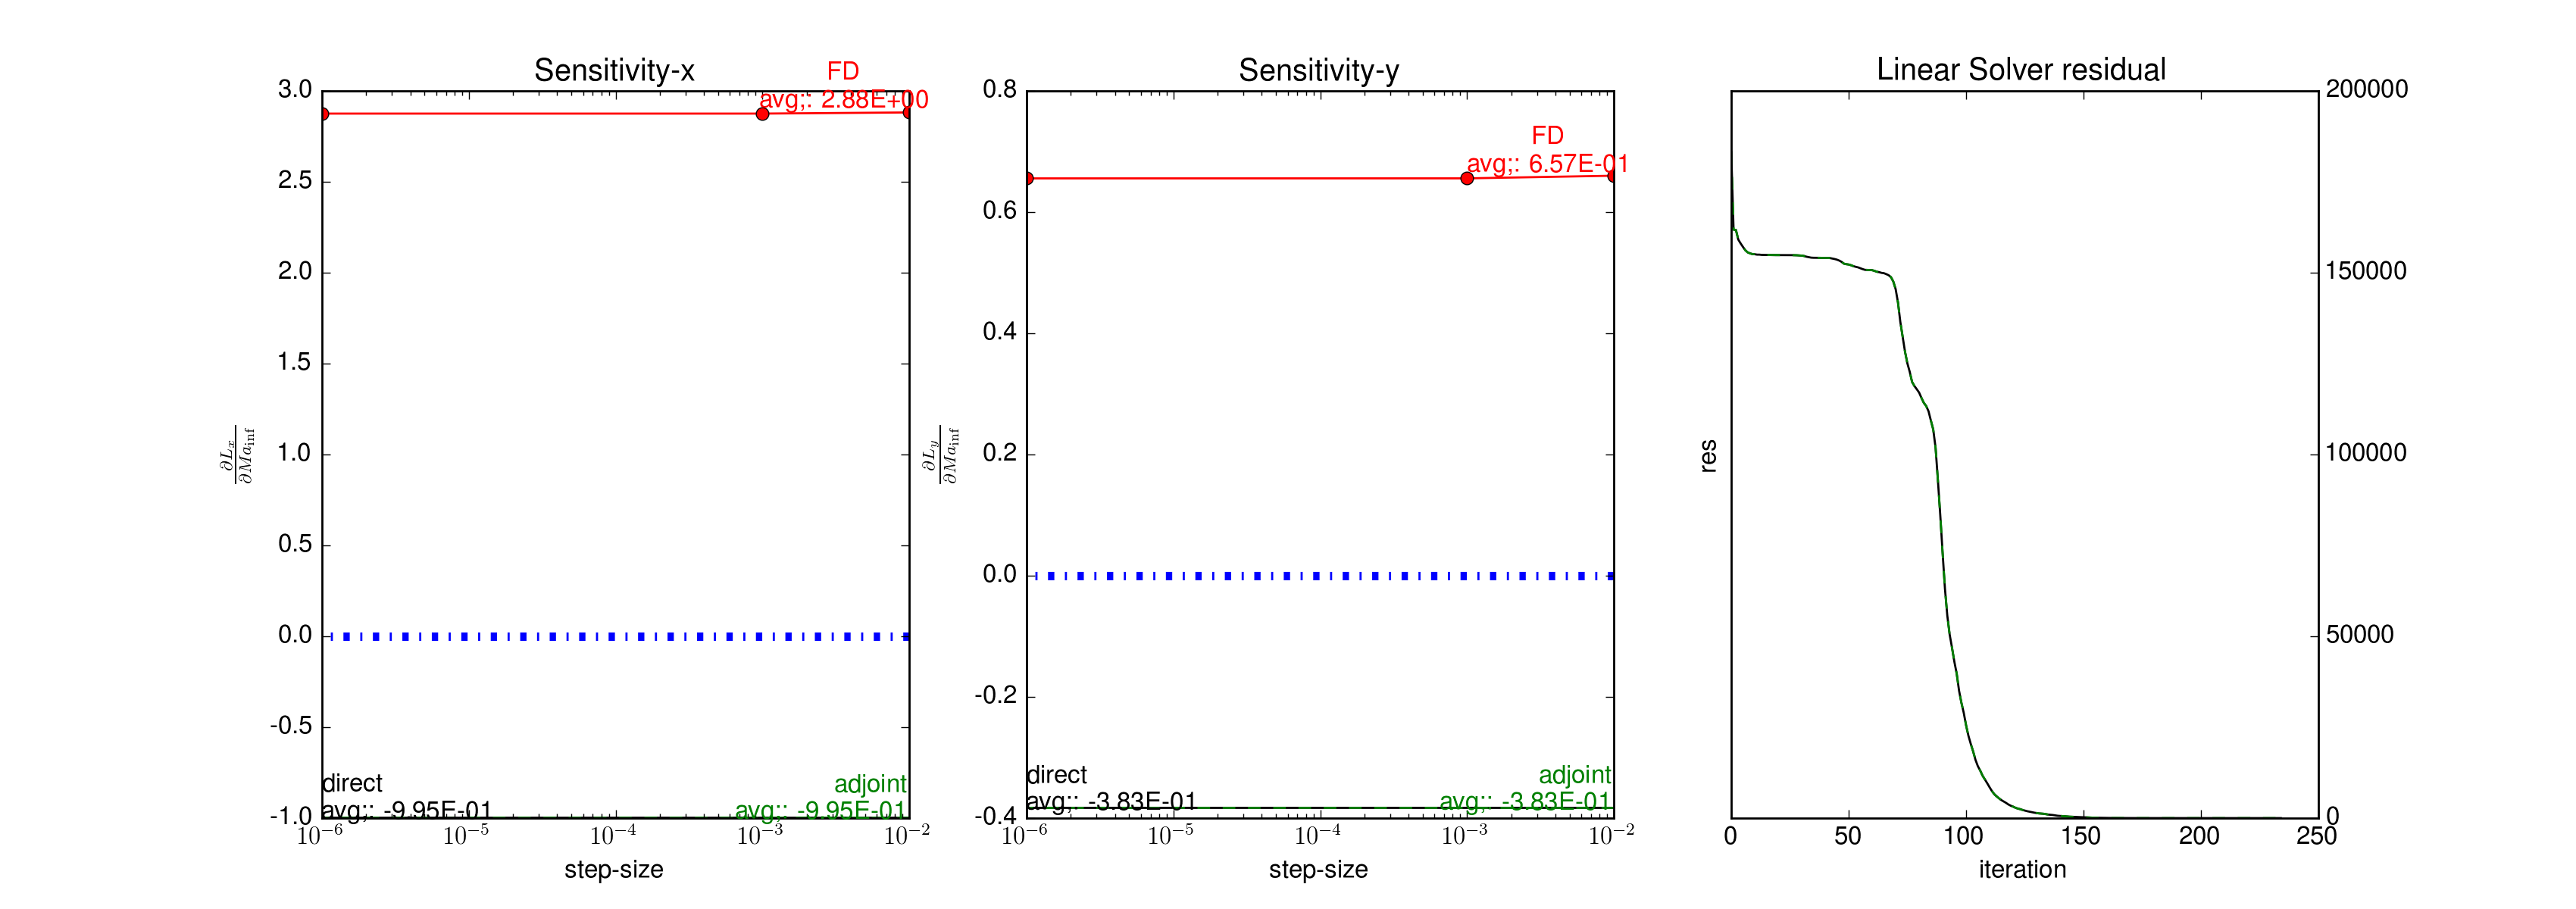 Sensitivity-x
FD
avg;: 2.88E+00
3.0
2.5
2.0
1.5
1.0
0.5
0.0
-0.5
-1.0
∂L_x
∂Ma_inf
direct
avg;: -9.95E-01
adjoint
avg;: -9.95E-01
10^-6 10^-5 10^-4 10^-3 10^-2
step-size
Sensitivity-y
FD
avg;: 6.57E-01
0.8
0.6
0.4
0.2
0.0
-0.2
-0.4
∂L_y
∂Ma_inf
direct
avg;: -3.83E-01
adjoint
avg;: -3.83E-01
10^-6 10^-5 10^-4 10^-3 10^-2
step-size
Linear Solver residual
res
200000
150000
100000
50000
0
0 50 100 150 200 250
iteration